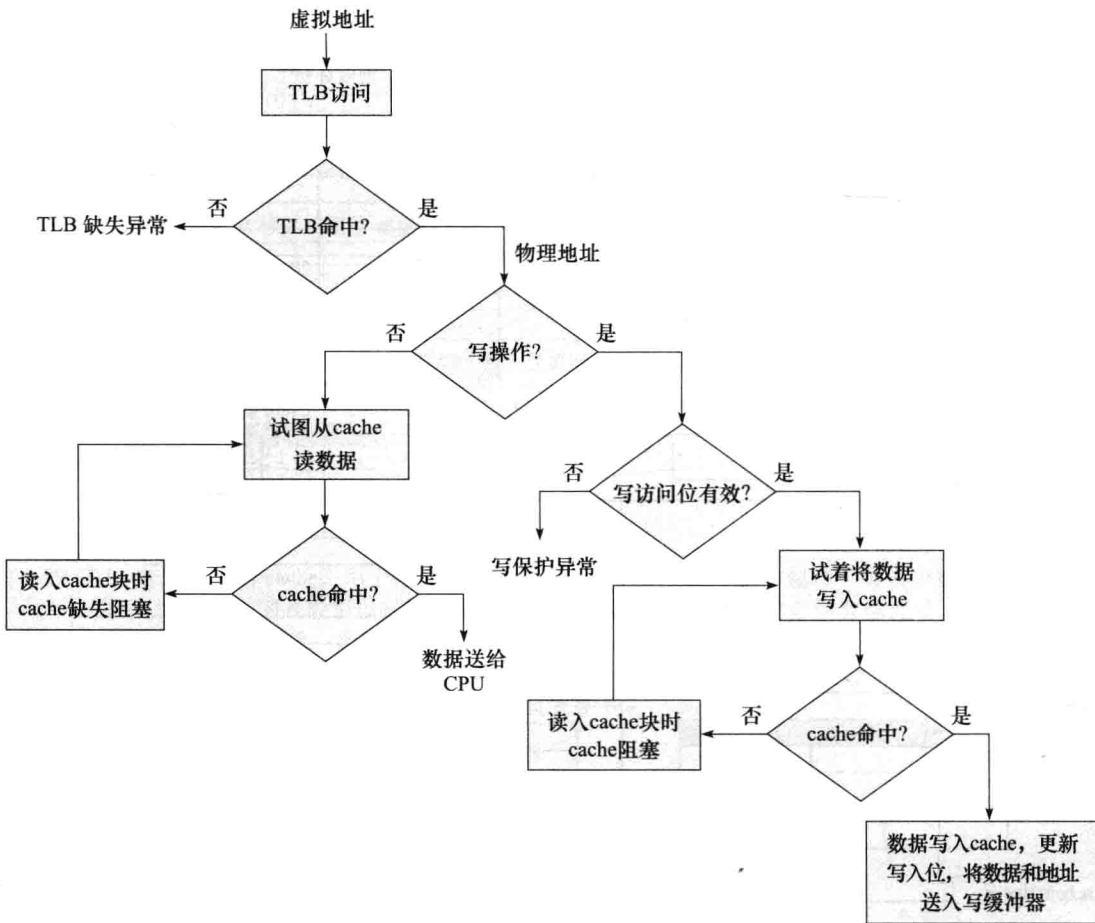 虚拟地址
TLB访问
否
是
TLB 缺失异常
TLB命中?
物理地址
否
是
写操作?
试图从cache
读数据
否
是
写访问位有效?
写保护异常
试着将数据
写入cache
读入cache块时
cache缺失阻塞
否
是
cache命中?
数据送给
CPU
读入cache块时
cache阻塞
否
是
cache命中?
数据写入cache，更新
写入位，将数据和地址
送入写缓冲器